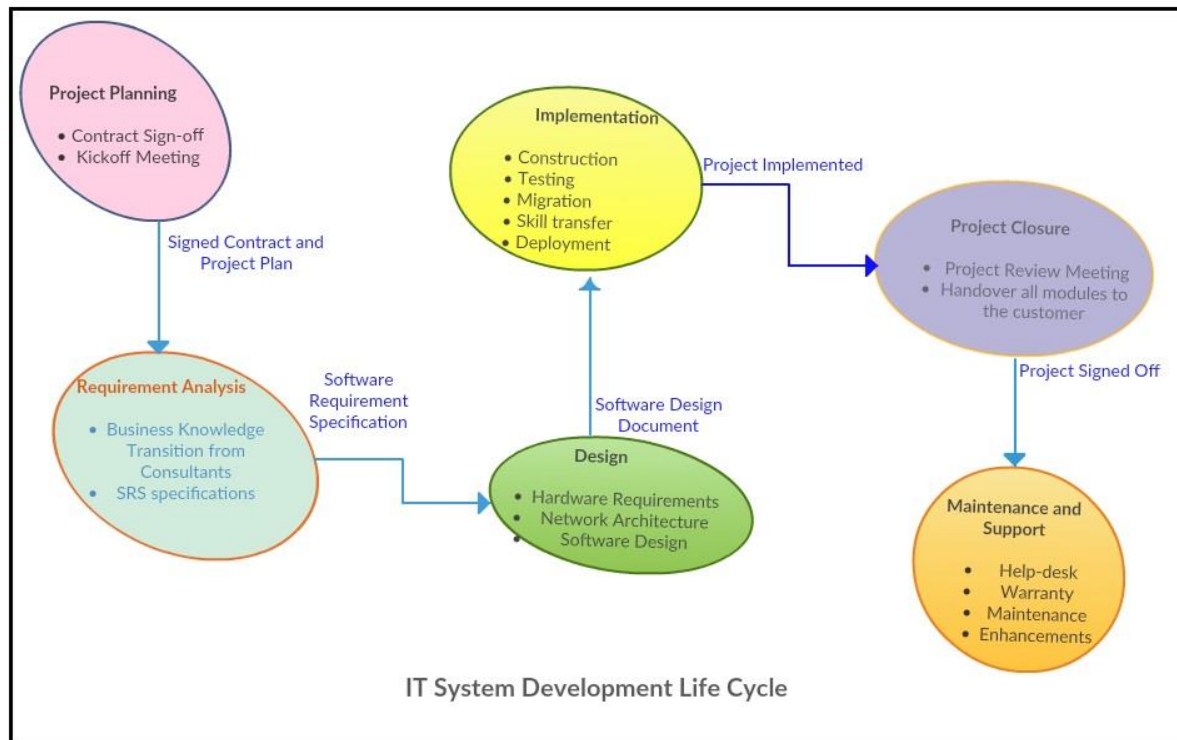 Project Planning
• Contract Sign-off
• Kickoff Meeting
Signed Contract and
Project Plan
Requirement Analysis
• Business Knowledge
Transition from
Consultants
• SRS specifications
Software
Requirement
Specification
Design
• Hardware Requirements
• Network Architecture
• Software Design
Software Design
Document
Implementation
• Construction
• Testing
• Migration
• Skill transfer
• Deployment
Project Implemented
Project Closure
• Project Review Meeting
• Handover all modules to
the customer
Project Signed Off
Maintenance and
Support
• Help-desk
• Warranty
• Maintenance
• Enhancements
IT System Development Life Cycle